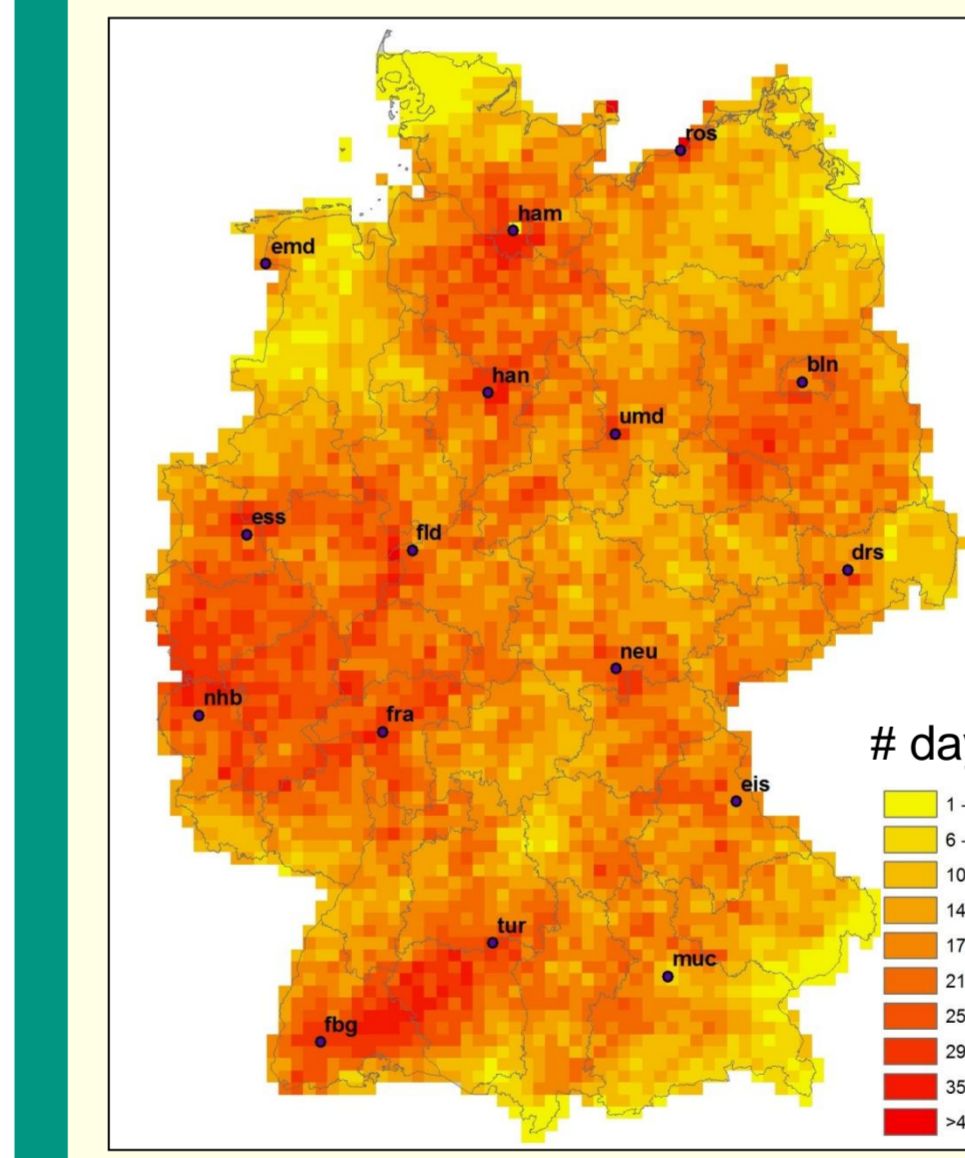 ros
ham
emd
bln
han
umd
ess
fld
drs
neu
nhb
fra
eis
tur
muc
fbg
# day
1 -
6 -
10
14
17
21
25
29
35
>4